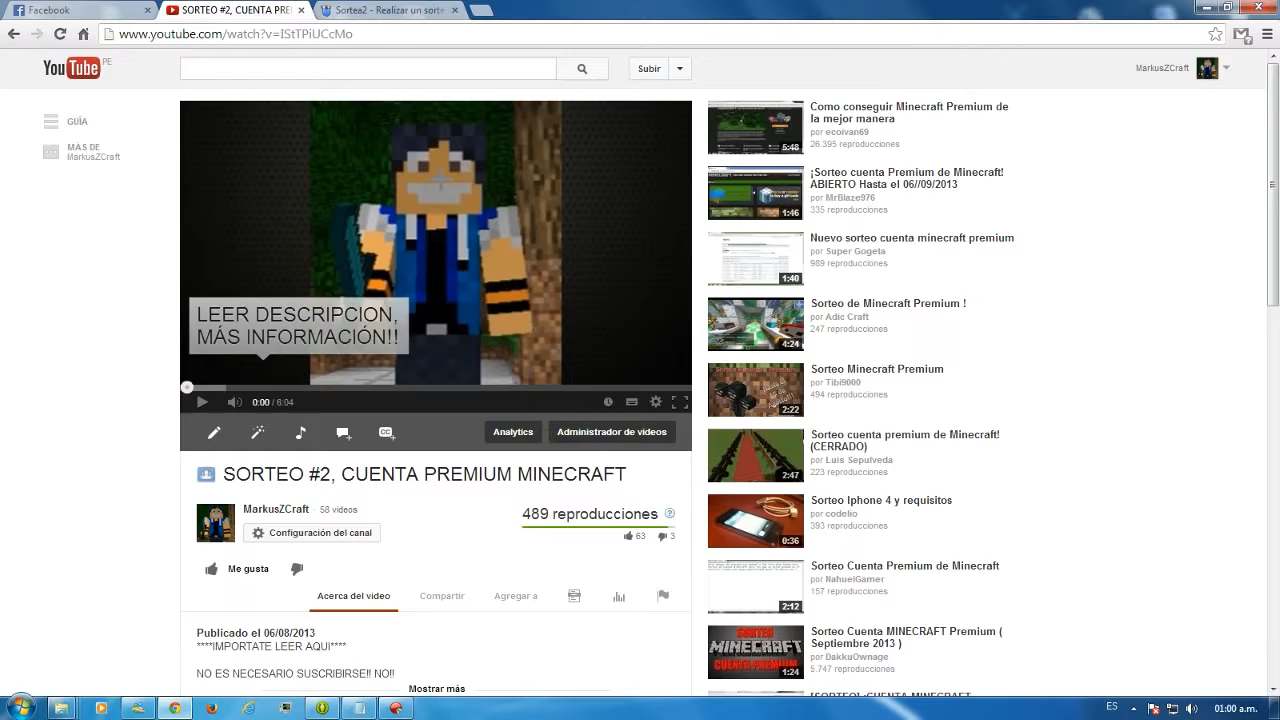 Facebook
SORTEO #2, CUENTA PRE
Sortea2 - Realizar un sorte
www.youtube.com/watch?v=IStTPiUCcMo
YouTube PE
Subir
MarkusZCraft
GUÍA
MÁS DE
MarkusZCraft
LEER DESCRIPCION,
MÁS INFORMACIÓN!!
0:00 / 6:04
CC
Analytics
Administrador de vídeos
SORTEO #2, CUENTA PREMIUM MINECRAFT
MarkusZCraft · 58 vídeos
Configuración del canal
489 reproducciones
63 3
Me gusta
Acerca del vídeo
Compartir
Agregar a
Publicado el 06/08/2013
****IMPORTATE LEER AQUI****
Mostrar más
Como conseguir Minecraft Premium de
la mejor manera
por ecoivan69
26.395 reproducciones
5:48
¡Sorteo cuenta Premium de Minecraft!
ABIERTO Hasta el 06//09/2013
por MrBlaze976
335 reproducciones
1:46
Nuevo sorteo cuenta minecraft premium
por Super Gogeta
989 reproducciones
1:40
Sorteo de Minecraft Premium !
por Adic Craft
247 reproducciones
4:24
Sorteo Minecraft Premium
por Tibi9000
494 reproducciones
2:22
Sorteo cuenta premium de Minecraft!
(CERRADO)
por Luis Sepulveda
223 reproducciones
2:47
Sorteo Iphone 4 y requisitos
por codelio
393 reproducciones
0:36
Sorteo Cuenta Premium de Minecraft
por NahuelGamer
157 reproducciones
2:12
Sorteo Cuenta MINECRAFT Premium (
Septiembre 2013 )
por DakkuOwnage
5.747 reproducciones
SORTEO
MINECRAFT
CUENTA PREMIUM
1:24
ES
01:00 a.m.